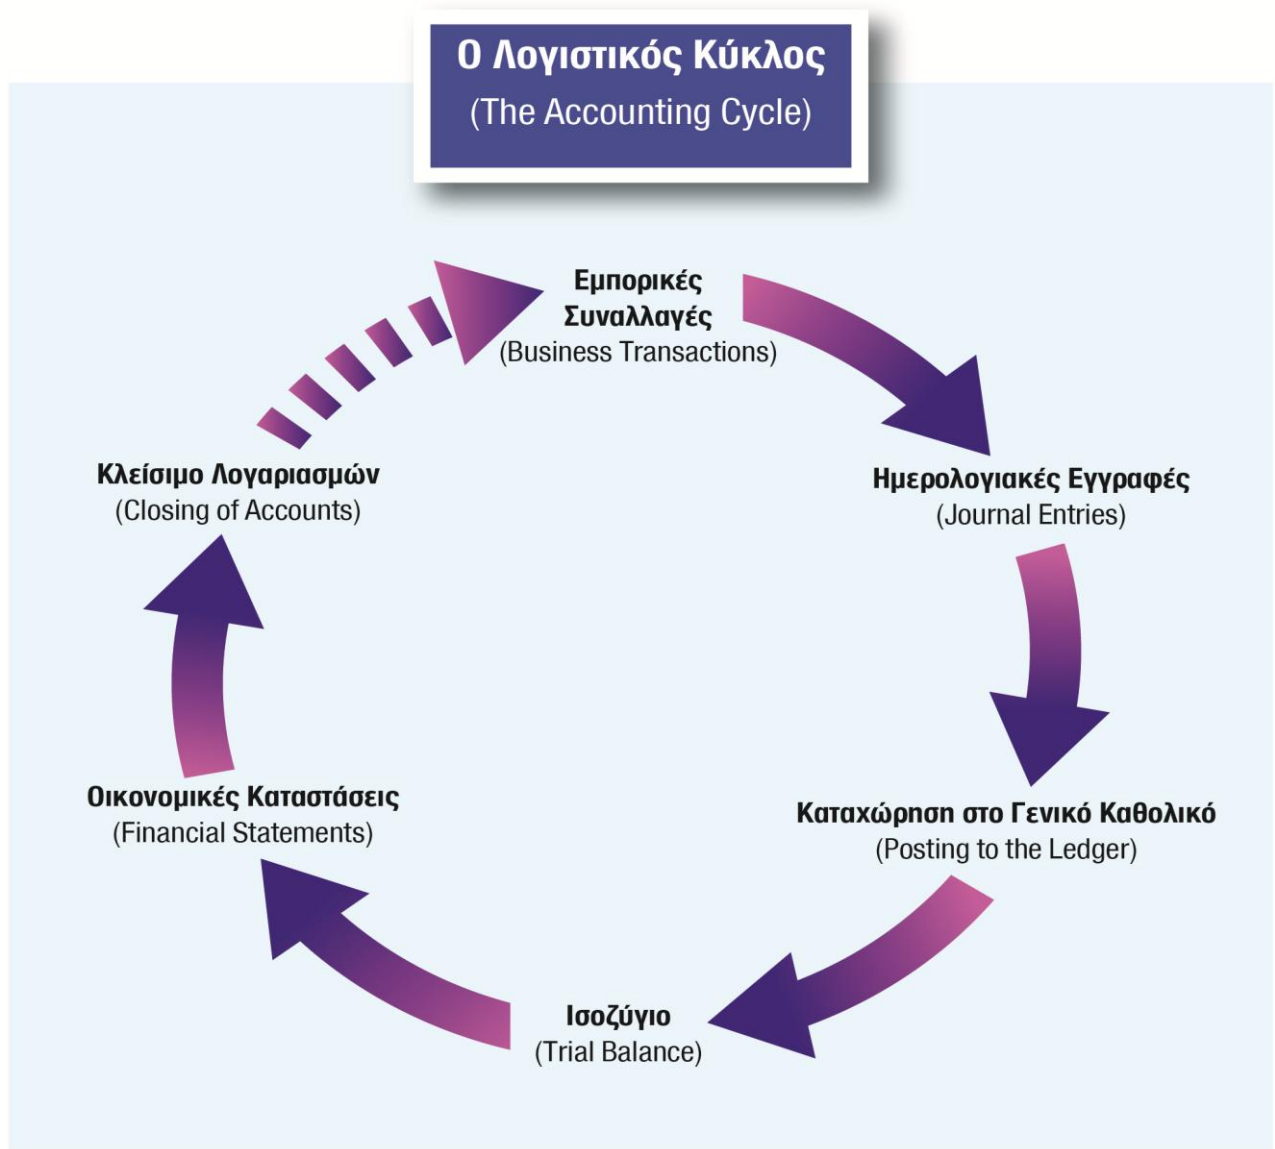 Ο Λογιστικός Κύκλος
(The Accounting Cycle)
Εμπορικές
Συναλλαγές
(Business Transactions)
Ημερολογιακές Εγγραφές
(Journal Entries)
Καταχώρηση στο Γενικό Καθολικό
(Posting to the Ledger)
Ισοζύγιο
(Trial Balance)
Οικονομικές Καταστάσεις
(Financial Statements)
Κλείσιμο Λογαριασμών
(Closing of Accounts)